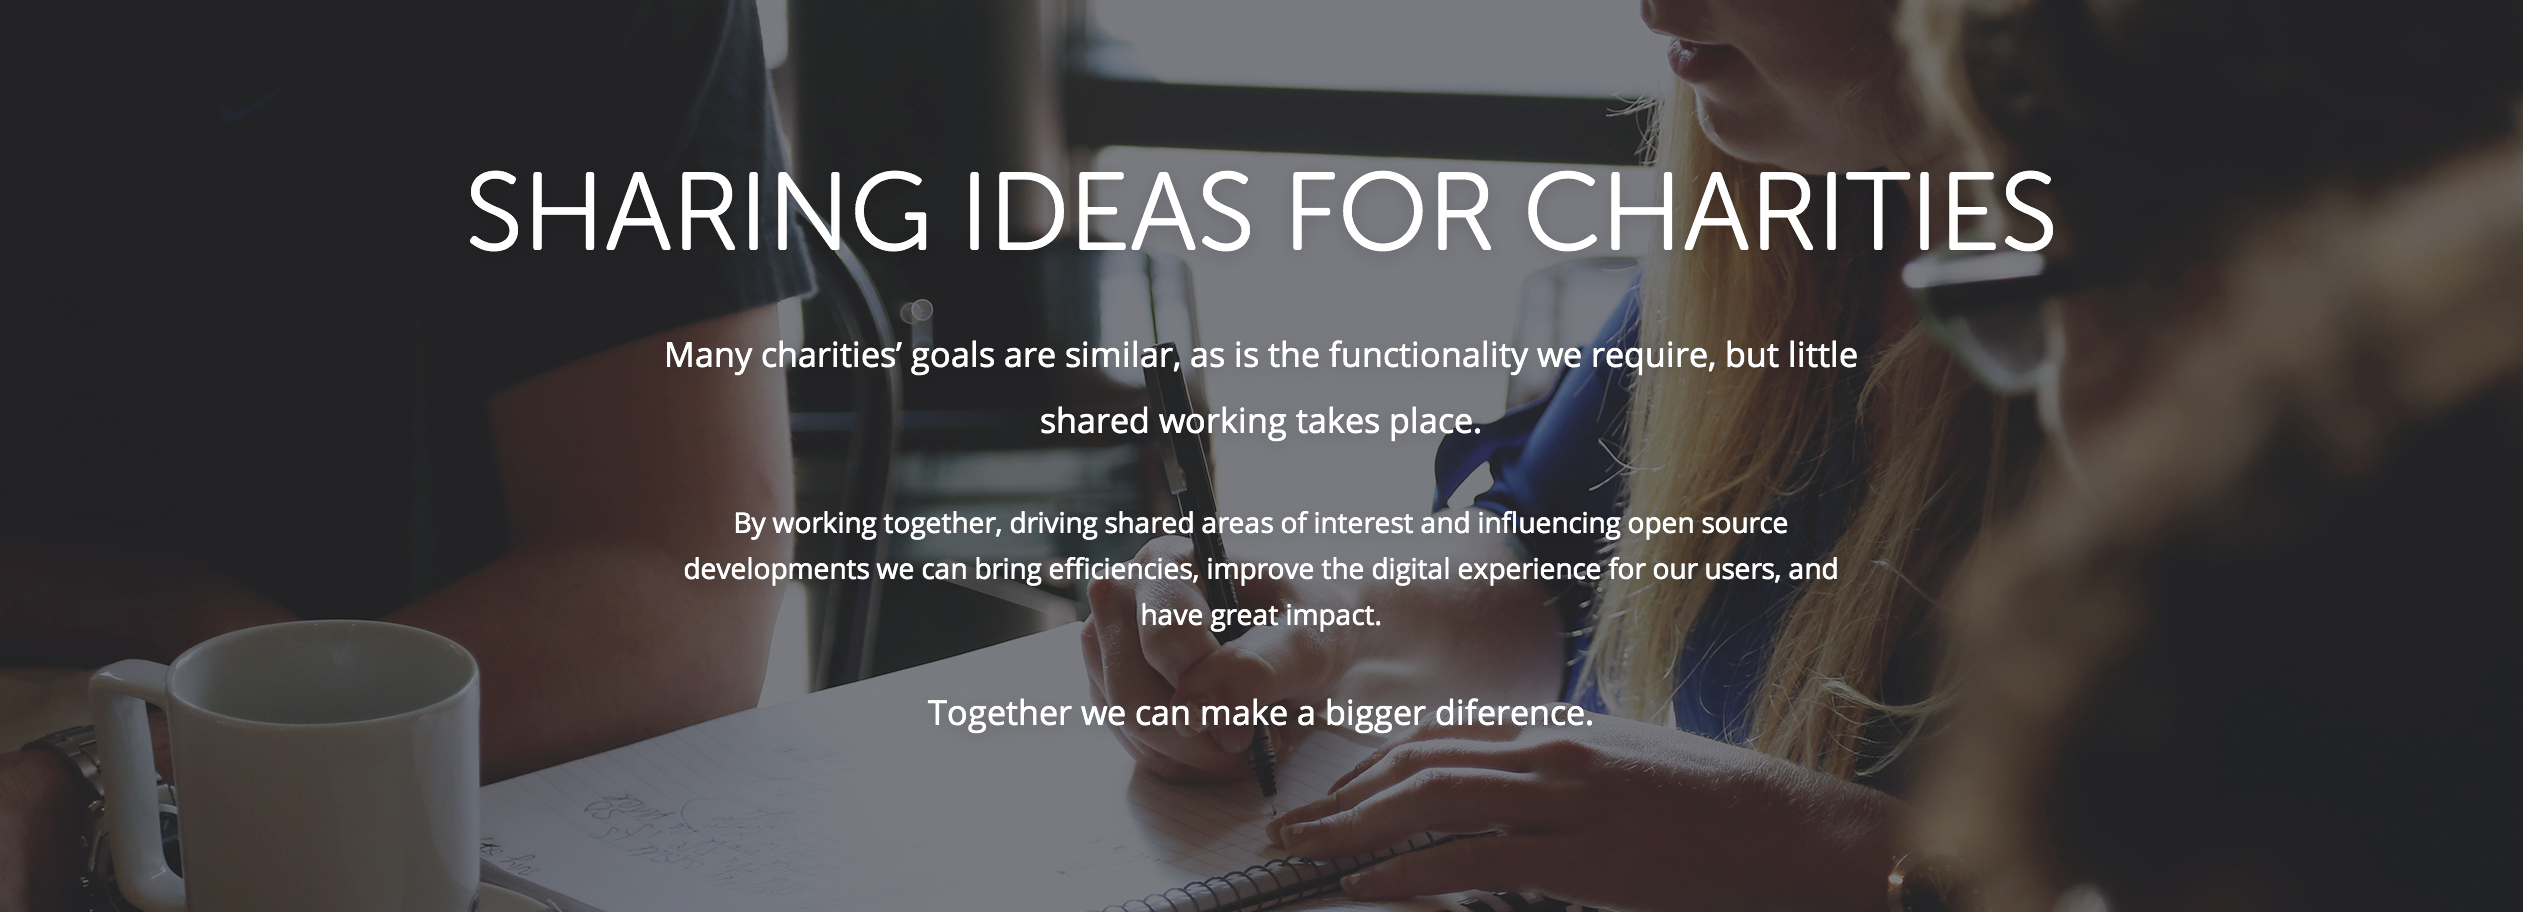 SHARING IDEAS FOR CHARITIES
Many charities’ goals are similar, as is the functionality we require, but little
shared working takes place.
By working together, driving shared areas of interest and influencing open source
developments we can bring efficiencies, improve the digital experience for our users, and
have great impact.
Together we can make a bigger diference.